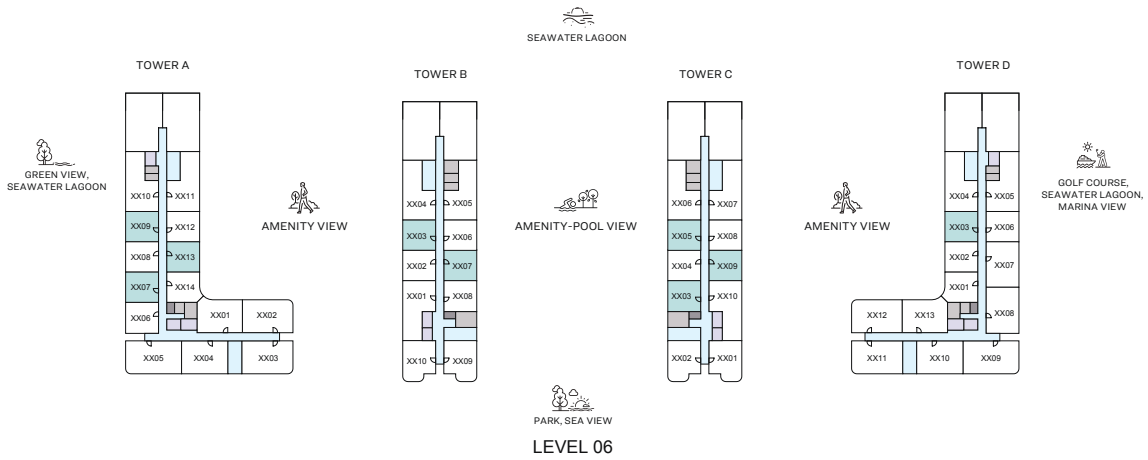 SEAWATER LAGOON
TOWER A
TOWER B
TOWER C
TOWER D
GREEN VIEW,
SEAWATER LAGOON
AMENITY VIEW
AMENITY-POOL VIEW
AMENITY VIEW
GOLF COURSE,
SEAWATER LAGOON,
MARINA VIEW
XX10 XX11
XX09 XX12
XX08 XX13
XX07 XX14
XX06 XX01 XX02
XX05 XX04 XX03
XX04 XX05
XX03 XX06
XX02 XX07
XX01 XX08
XX10 XX09
XX06 XX07
XX05 XX08
XX04 XX09
XX03 XX10
XX02 XX01
XX04 XX05
XX03 XX06
XX02 XX07
XX01 XX08
XX12 XX13
XX11 XX10 XX09
PARK, SEA VIEW
LEVEL 06